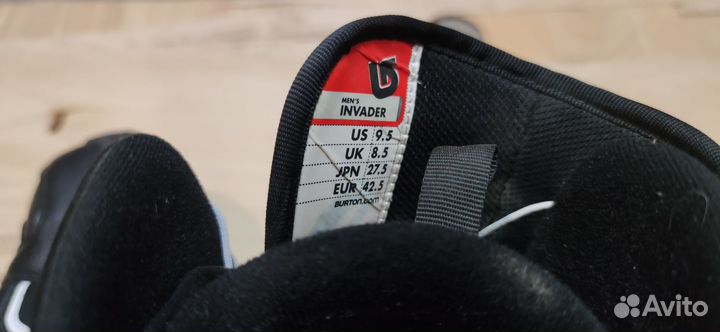 MEN'S
INVADER
US 9.5
UK 8.5
JPN 27.5
EUR 42.5
BURTON.com
Avito